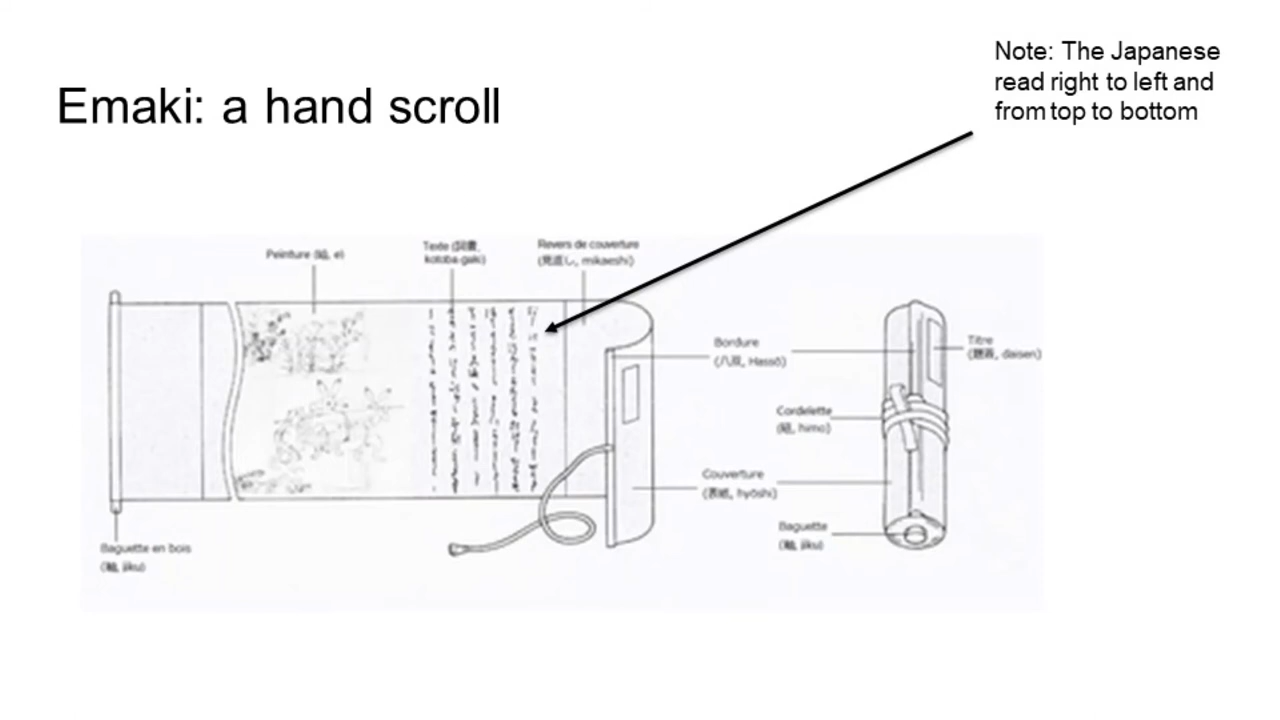 Emaki: a hand scroll
Note: The Japanese
read right to left and
from top to bottom
Peinture (絵, e)
Texte (詞書,
kotoba gaki)
Revers de couverture
(見返し, mikaeshi)
Bordure
(八双, Hassō)
Titre
(題簽, daisen)
Cordelette
(紐, himo)
Couverture
(表紙, hyōshi)
Baguette
(軸, jiku)
Baguette en bois
(軸, jiku)